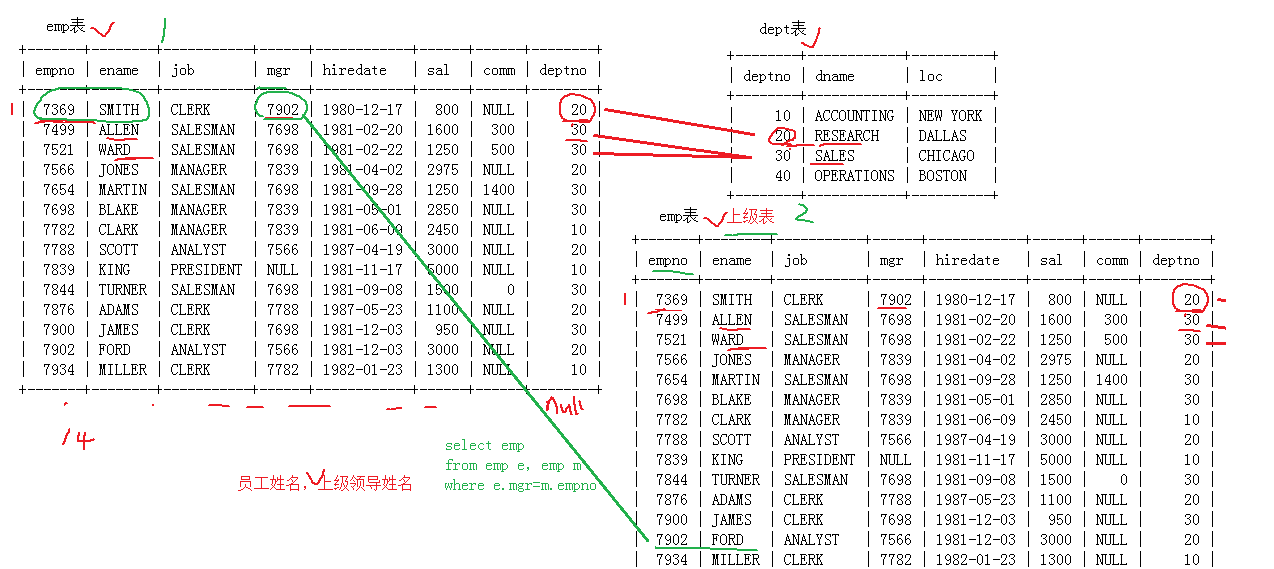 emp表
1
| empno | ename | job | mgr | hiredate | sal | comm | deptno |
1 | 7369 | SMITH | CLERK | 7902 | 1980-12-17 | 800 | NULL | 20 |
| 7499 | ALLEN | SALESMAN | 7698 | 1981-02-20 | 1600 | 300 | 30 |
| 7521 | WARD | SALESMAN | 7698 | 1981-02-22 | 1250 | 500 | 30 |
| 7566 | JONES | MANAGER | 7839 | 1981-04-02 | 2975 | NULL | 20 |
| 7654 | MARTIN | SALESMAN | 7698 | 1981-09-28 | 1250 | 1400 | 30 |
| 7698 | BLAKE | MANAGER | 7839 | 1981-05-01 | 2850 | NULL | 30 |
| 7782 | CLARK | MANAGER | 7839 | 1981-06-09 | 2450 | NULL | 10 |
| 7788 | SCOTT | ANALYST | 7566 | 1987-04-19 | 3000 | NULL | 20 |
| 7839 | KING | PRESIDENT | NULL | 1981-11-17 | 5000 | NULL | 10 |
| 7844 | TURNER | SALESMAN | 7698 | 1981-09-08 | 1500 | 0 | 30 |
| 7876 | ADAMS | CLERK | 7788 | 1987-05-23 | 1100 | NULL | 20 |
| 7900 | JAMES | CLERK | 7698 | 1981-12-03 | 950 | NULL | 30 |
| 7902 | FORD | ANALYST | 7566 | 1981-12-03 | 3000 | NULL | 20 |
| 7934 | MILLER | CLERK | 7782 | 1982-01-23 | 1300 | NULL | 10 |
null
14
员工姓名，上级领导姓名
select emp
from emp e, emp m
where e.mgr=m.empno
dept表
| deptno | dname | loc |
| 10 | ACCOUNTING | NEW YORK |
| 20 | RESEARCH | DALLAS |
| 30 | SALES | CHICAGO |
| 40 | OPERATIONS | BOSTON |
emp表 上级表 2
| empno | ename | job | mgr | hiredate | sal | comm | deptno |
1 | 7369 | SMITH | CLERK | 7902 | 1980-12-17 | 800 | NULL | 20 |
| 7499 | ALLEN | SALESMAN | 7698 | 1981-02-20 | 1600 | 300 | 30 |
| 7521 | WARD | SALESMAN | 7698 | 1981-02-22 | 1250 | 500 | 30 |
| 7566 | JONES | MANAGER | 7839 | 1981-04-02 | 2975 | NULL | 20 |
| 7654 | MARTIN | SALESMAN | 7698 | 1981-09-28 | 1250 | 1400 | 30 |
| 7698 | BLAKE | MANAGER | 7839 | 1981-05-01 | 2850 | NULL | 30 |
| 7782 | CLARK | MANAGER | 7839 | 1981-06-09 | 2450 | NULL | 10 |
| 7788 | SCOTT | ANALYST | 7566 | 1987-04-19 | 3000 | NULL | 20 |
| 7839 | KING | PRESIDENT | NULL | 1981-11-17 | 5000 | NULL | 10 |
| 7844 | TURNER | SALESMAN | 7698 | 1981-09-08 | 1500 | 0 | 30 |
| 7876 | ADAMS | CLERK | 7788 | 1987-05-23 | 1100 | NULL | 20 |
| 7900 | JAMES | CLERK | 7698 | 1981-12-03 | 950 | NULL | 30 |
| 7902 | FORD | ANALYST | 7566 | 1981-12-03 | 3000 | NULL | 20 |
| 7934 | MILLER | CLERK | 7782 | 1982-01-23 | 1300 | NULL | 10 |